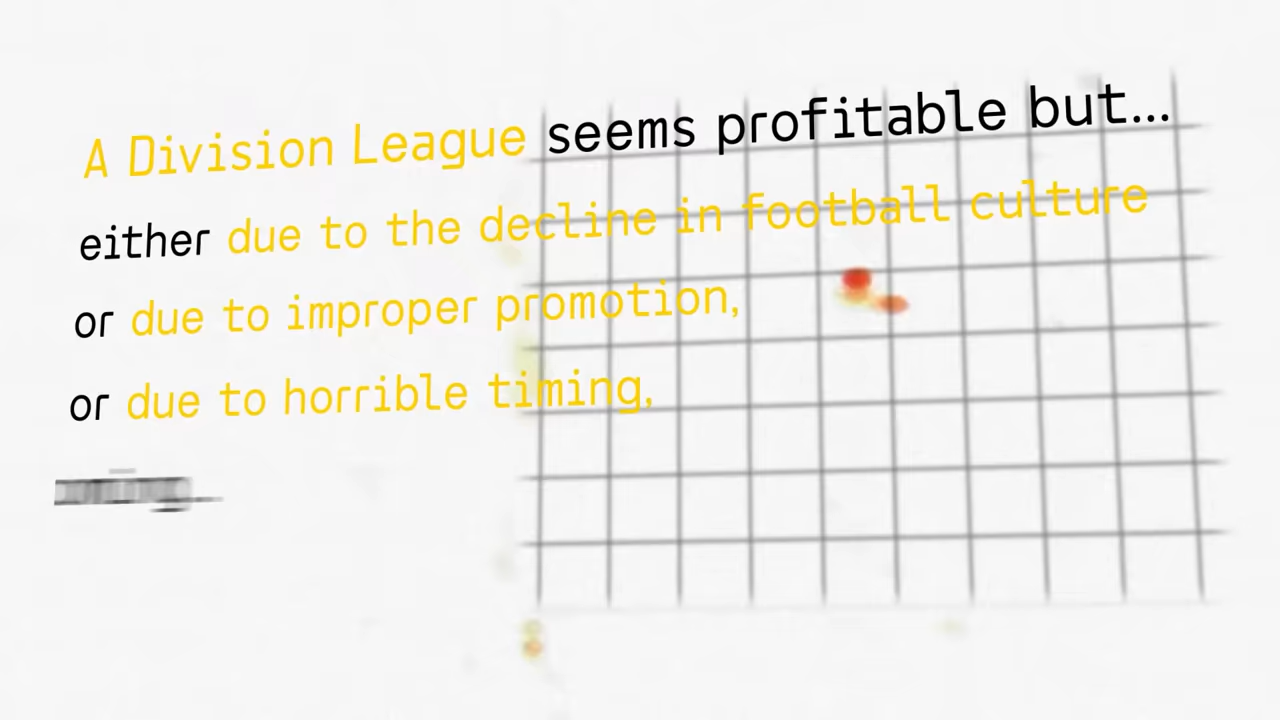 A Division League seems profitable but...
either due to the decline in football culture
or due to improper promotion,
or due to horrible timing,